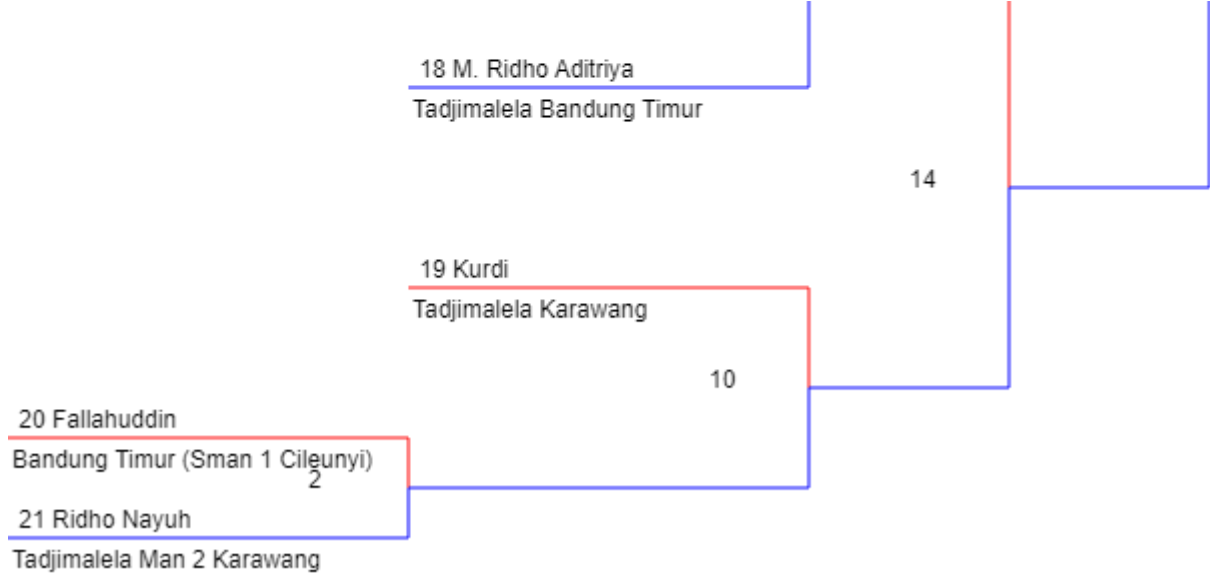 18 M. Ridho Aditriya
Tadjimalela Bandung Timur
14
19 Kurdi
Tadjimalela Karawang
10
20 Fallahuddin
Bandung Timur (Sman 1 Cileunyi)
2
21 Ridho Nayuh
Tadjimalela Man 2 Karawang